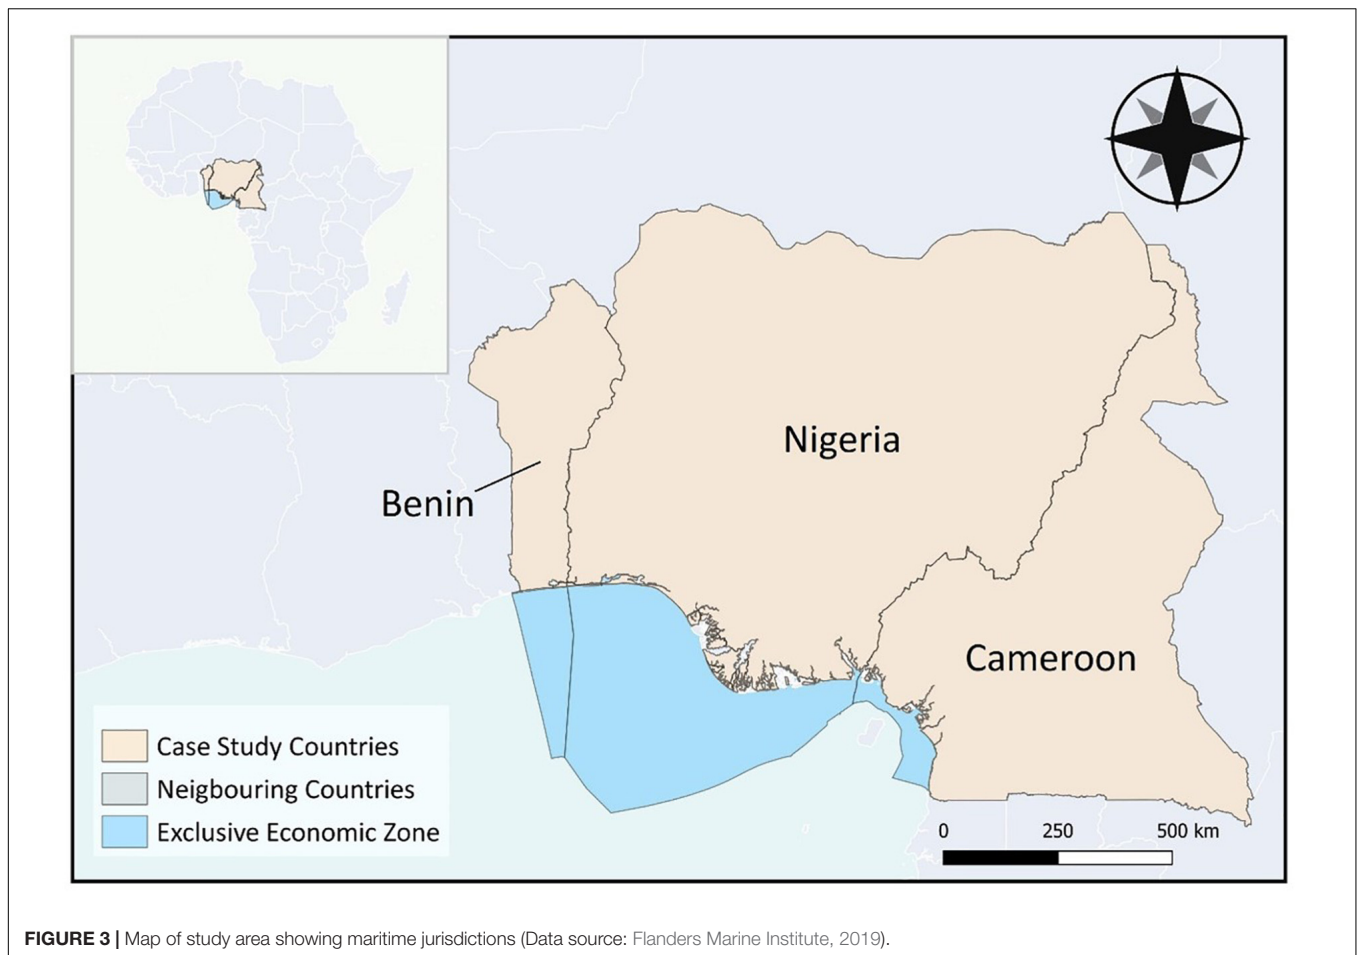 Nigeria
Benin
Cameroon
Case Study Countries
Neigbouring Countries
Exclusive Economic Zone
0 250 500 km
FIGURE 3 | Map of study area showing maritime jurisdictions (Data source: Flanders Marine Institute, 2019).